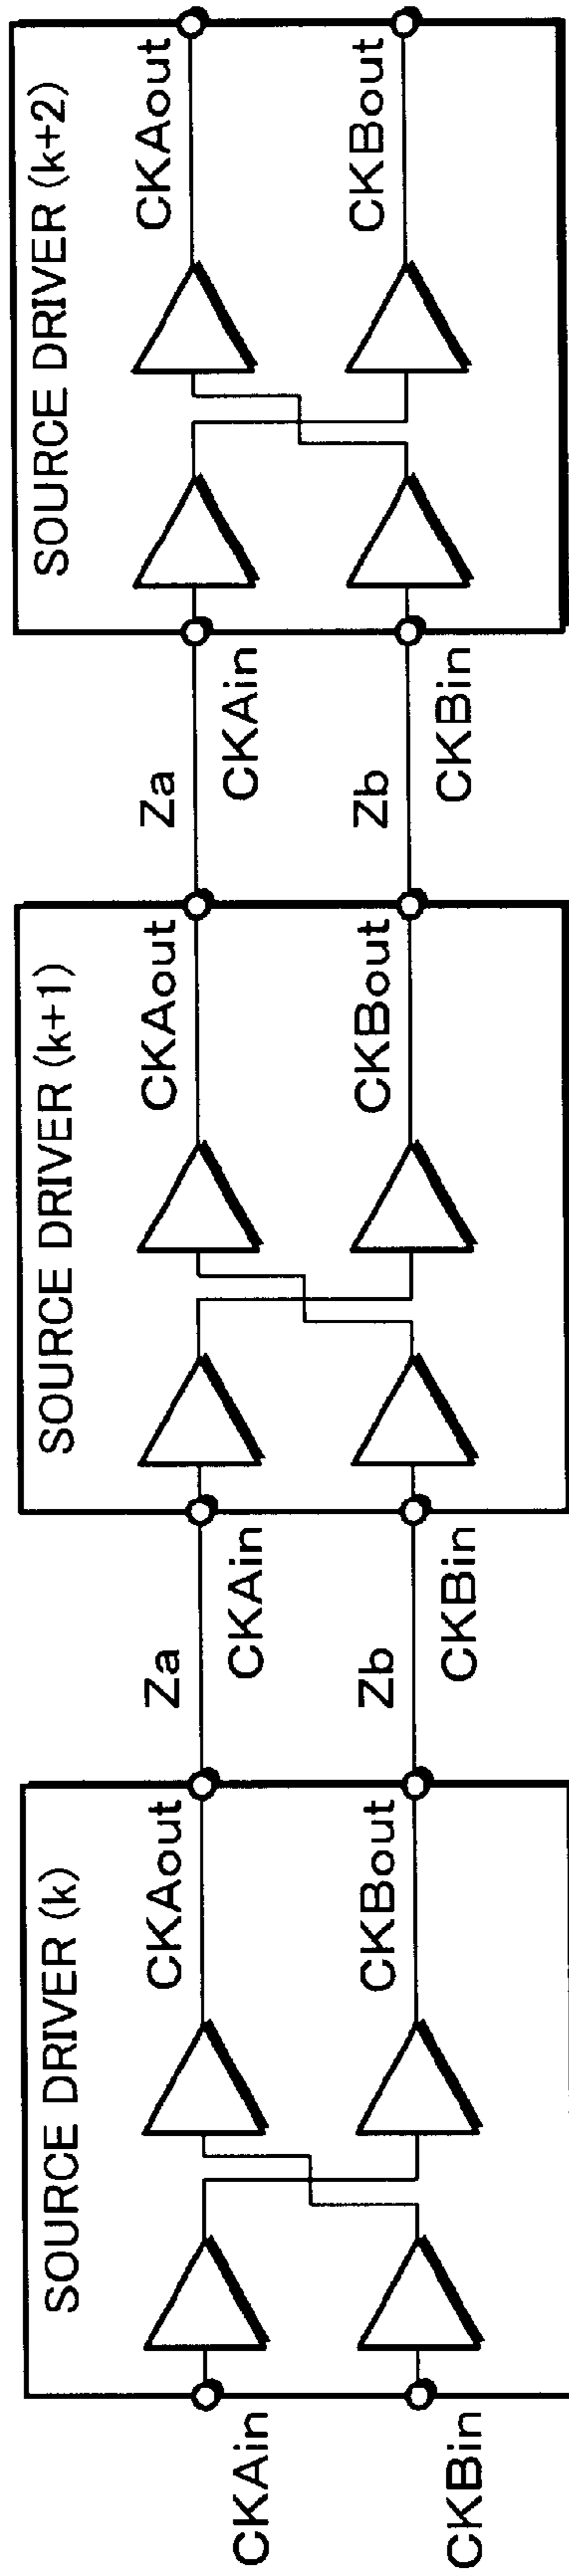 SOURCE DRIVER (k)
CKAin
CKBin
CKAout
CKBout
Za
Zb
SOURCE DRIVER (k+1)
CKAin
CKBin
CKAout
CKBout
Za
Zb
SOURCE DRIVER (k+2)
CKAin
CKBin
CKAout
CKBout